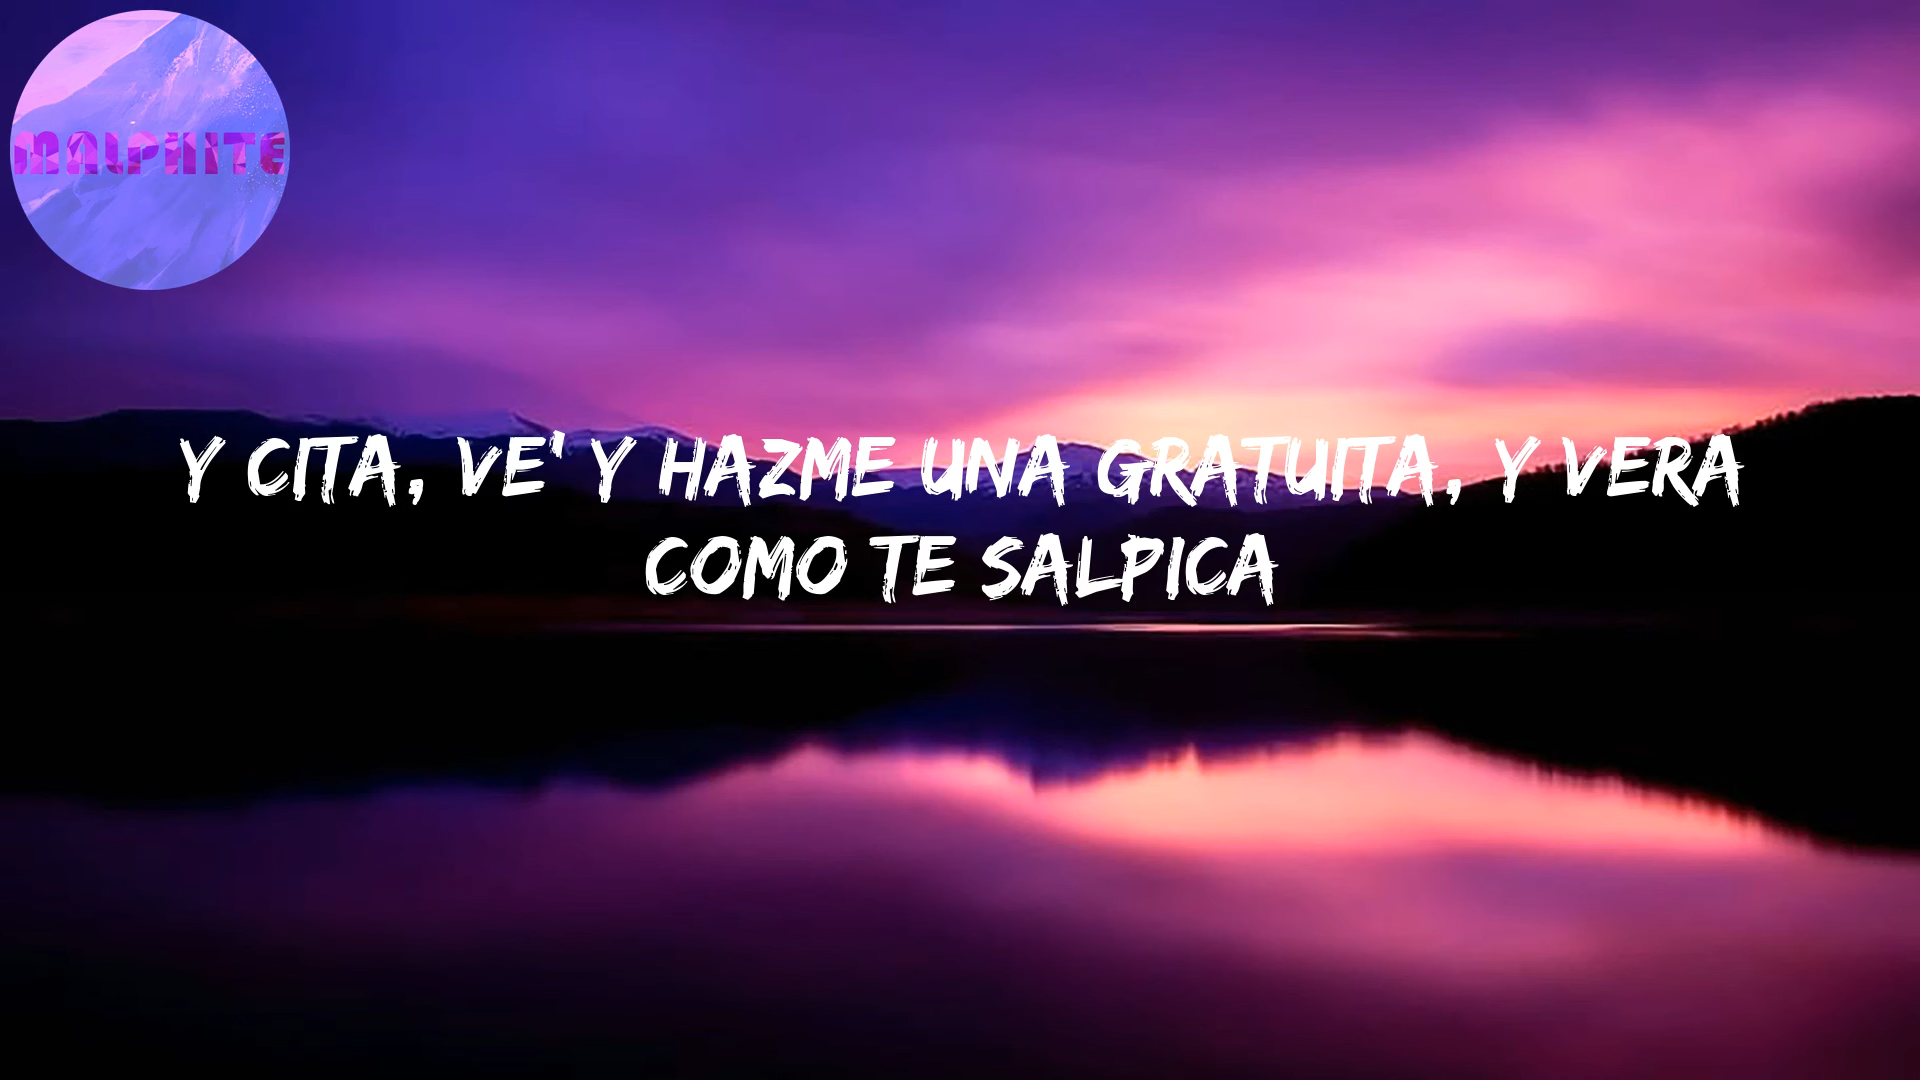 MALPHITE
Y CITA, VE' Y HAZME UNA GRATUITA, Y VERA
COMO TE SALPICA